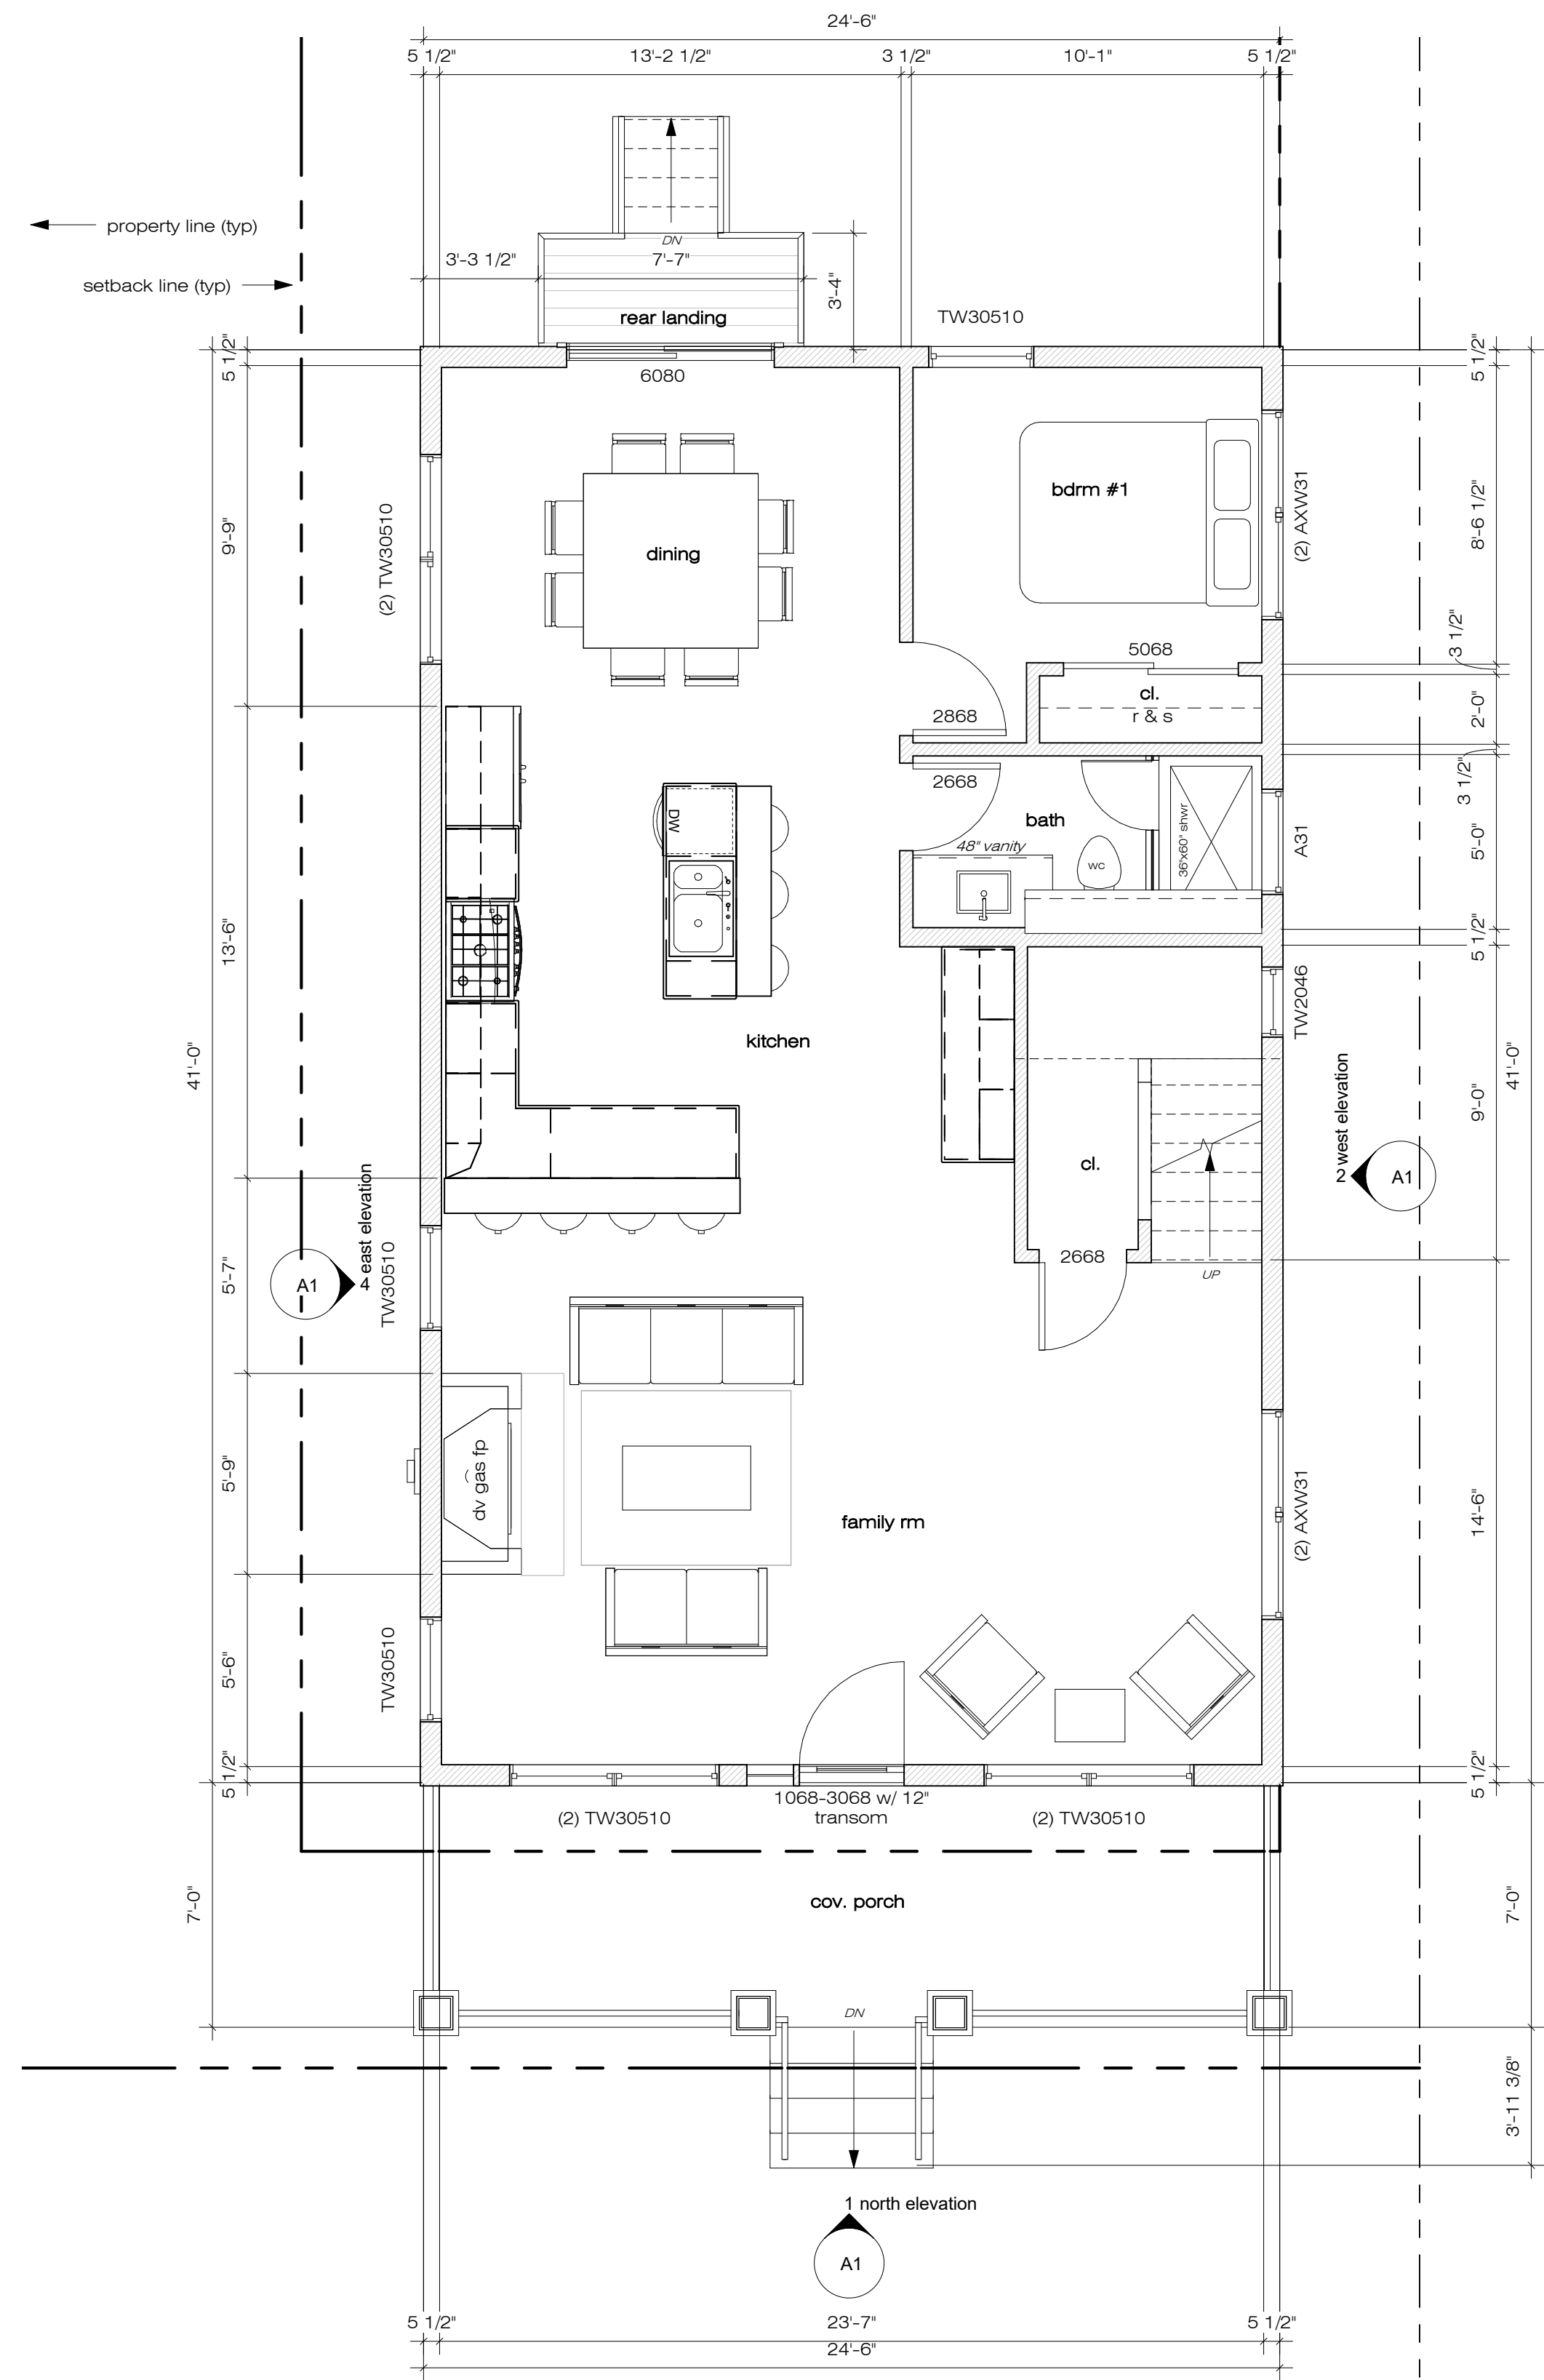 24'-6"
5 1/2" 13'-2 1/2" 3 1/2" 10'-1" 5 1/2"
property line (typ)
setback line (typ)
DN
3'-3 1/2" 7'-7"
3'-4"
rear landing
TW30510
6080
5 1/2"
5 1/2"
(2) TW30510
9'-9"
dining
bdrm #1
(2) AXW31
8'-6 1/2"
3 1/2"
5068
cl.
r & s
2'-0"
2868
2668
3 1/2"
bath
48" vanity
wc
36"x60" shwr
A31
5'-0"
5 1/2"
DW
13'-6"
41'-0"
kitchen
TW2046
9'-0"
41'-0"
2 west elevation
A1
cl.
2668
UP
4 east elevation
A1
TW30510
5'-7"
5'-9"
dv gas fp
family rm
(2) AXW31
14'-6"
TW30510
5'-6"
5 1/2"
5 1/2"
1068-3068 w/ 12"
transom
(2) TW30510
(2) TW30510
7'-0"
cov. porch
7'-0"
DN
3'-11 3/8"
1 north elevation
A1
5 1/2" 23'-7" 5 1/2"
24'-6"